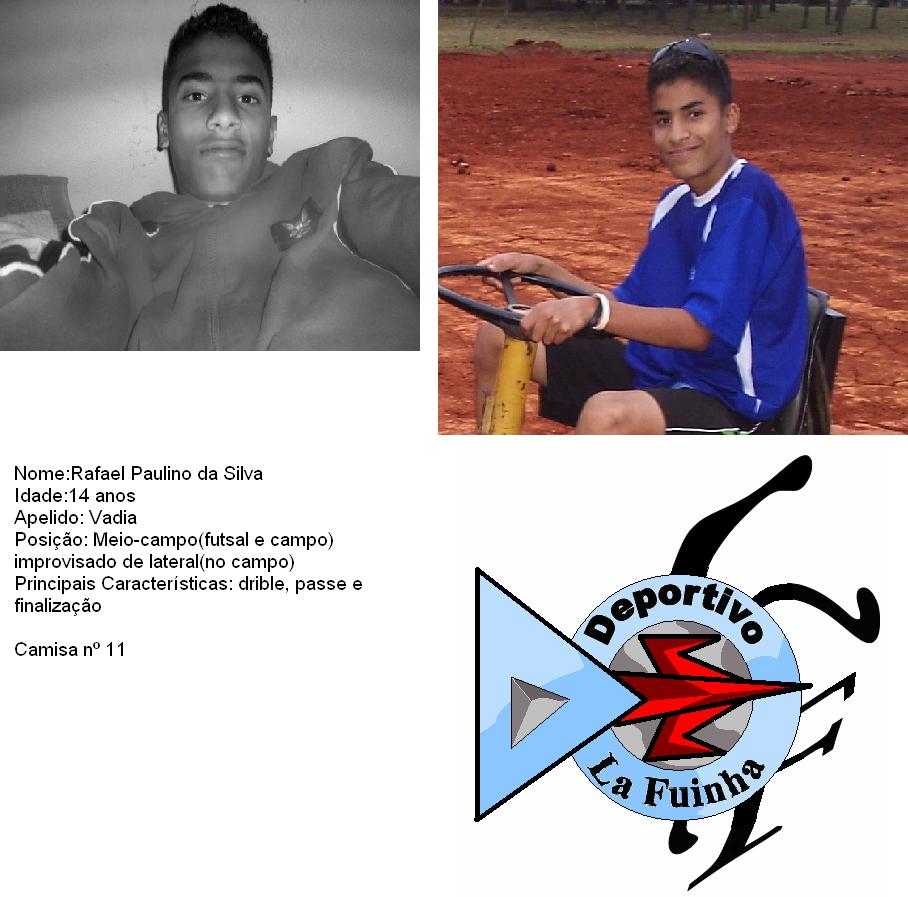 Nome:Rafael Paulino da Silva
Idade:14 anos
Apelido: Vadia
Posição: Meio-campo(futsal e campo)
improvisado de lateral(no campo)
Principais Características: drible, passe e
finalização
Camisa nº 11
Deportivo
La Fuinha